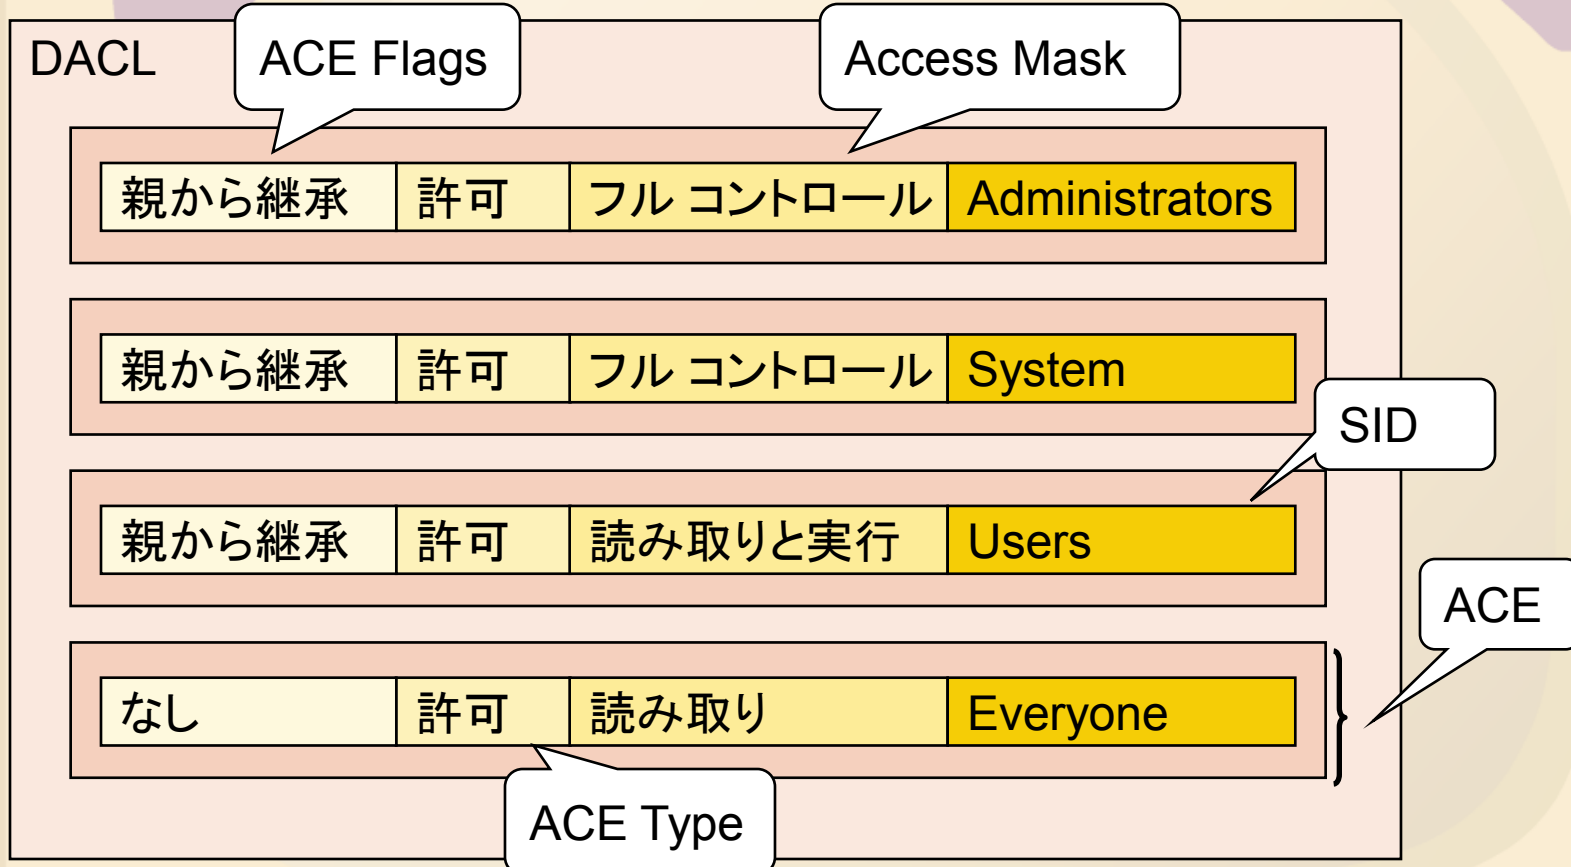 DACL
ACE Flags
Access Mask
親から継承 許可 フル コントロール Administrators
親から継承 許可 フル コントロール System
SID
親から継承 許可 読み取りと実行 Users
ACE
なし 許可 読み取り Everyone
ACE Type